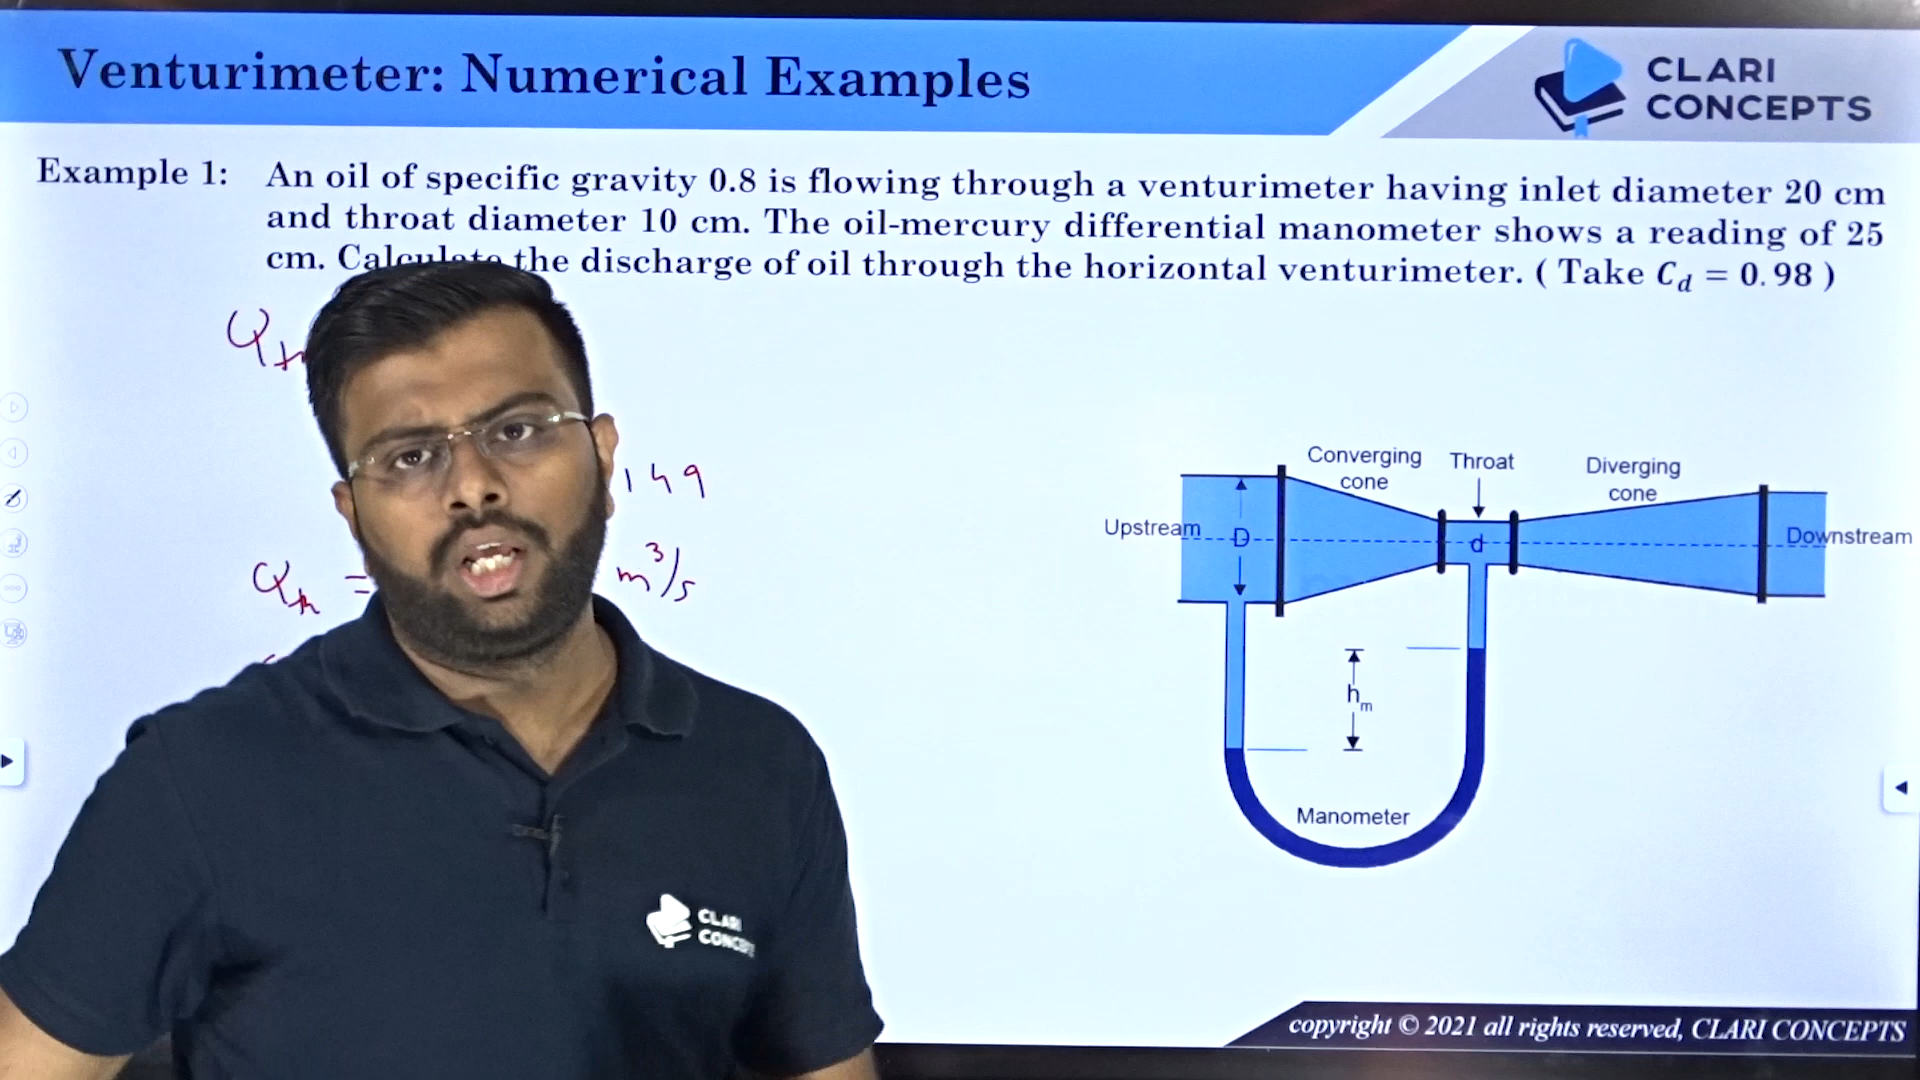 Venturimeter: Numerical Examples
CLARI
CONCEPTS
Example 1: An oil of specific gravity 0.8 is flowing through a venturimeter having inlet diameter 20 cm
and throat diameter 10 cm. The oil-mercury differential manometer shows a reading of 25
cm. Calculate the discharge of oil through the horizontal venturimeter. ( Take C_d = 0.98 )
149
=
m³/s
Converging
cone
Throat
Diverging
cone
Upstream
D
d
Downstream
h_m
Manometer
CLARI
copyright © 2021 all rights reserved, CLARI CONCEPTS